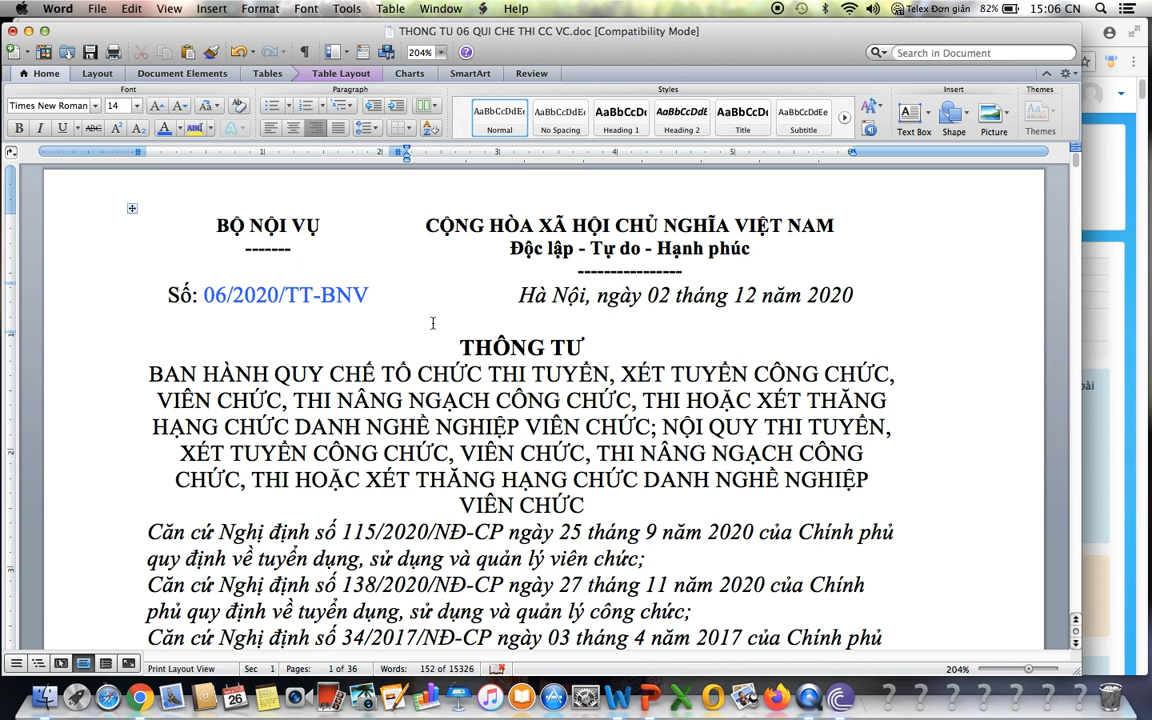 Word File Edit View Insert Format Font Tools Table Window Help Telex Đơn giản 82% 15:06 CN
THONG TU 06 QUI CHE THI CC VC.doc [Compatibility Mode]
204% Search in Document
Home Layout Document Elements Tables Table Layout Charts SmartArt Review
Font Paragraph Styles Insert Themes
Times New Roman 14
AaBbCcDdE AaBbCcDdE AaBbCcD AaBbCcDdE AaBbC AaBbCcDdE
Normal No Spacing Heading 1 Heading 2 Title Subtitle Text Box Shape Picture Themes
BỘ NỘI VỤ CỘNG HÒA XÃ HỘI CHỦ NGHĨA VIỆT NAM
------- Độc lập - Tự do - Hạnh phúc
----------------
Số: 06/2020/TT-BNV Hà Nội, ngày 02 tháng 12 năm 2020
THÔNG TƯ
BAN HÀNH QUY CHẾ TỔ CHỨC THI TUYỂN, XÉT TUYỂN CÔNG CHỨC,
VIÊN CHỨC, THI NÂNG NGẠCH CÔNG CHỨC, THI HOẶC XÉT THĂNG
HẠNG CHỨC DANH NGHỀ NGHIỆP VIÊN CHỨC; NỘI QUY THI TUYỂN,
XÉT TUYỂN CÔNG CHỨC, VIÊN CHỨC, THI NÂNG NGẠCH CÔNG
CHỨC, THI HOẶC XÉT THĂNG HẠNG CHỨC DANH NGHỀ NGHIỆP
VIÊN CHỨC
Căn cứ Nghị định số 115/2020/NĐ-CP ngày 25 tháng 9 năm 2020 của Chính phủ
quy định về tuyển dụng, sử dụng và quản lý viên chức;
Căn cứ Nghị định số 138/2020/NĐ-CP ngày 27 tháng 11 năm 2020 của Chính
phủ quy định về tuyển dụng, sử dụng và quản lý công chức;
Căn cứ Nghị định số 34/2017/NĐ-CP ngày 03 tháng 4 năm 2017 của Chính phủ
Print Layout View Sec 1 Pages: 1 of 36 Words: 152 of 15326 204%